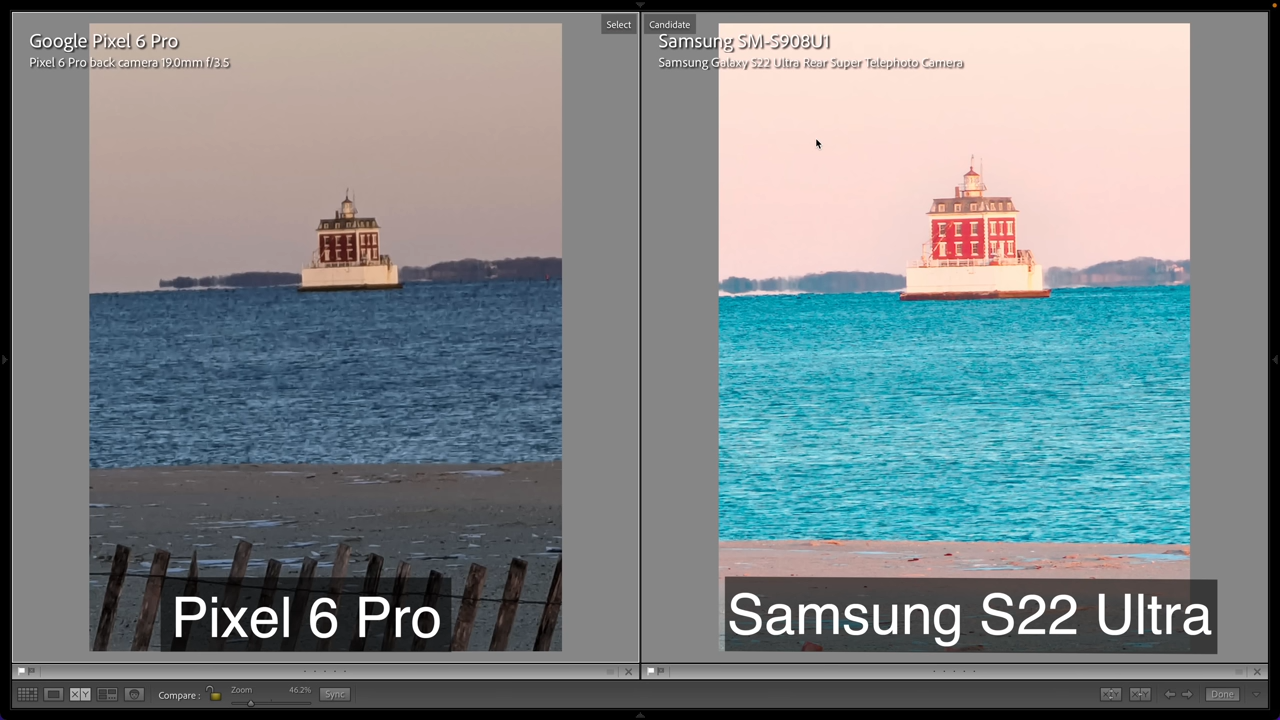 Select
Candidate
Google Pixel 6 Pro
Pixel 6 Pro back camera 19.0mm f/3.5
Samsung SM-S908U1
Samsung Galaxy S22 Ultra Rear Super Telephoto Camera
Pixel 6 Pro
Samsung S22 Ultra
X Y
Compare :
Zoom
46.2%
Sync
Done